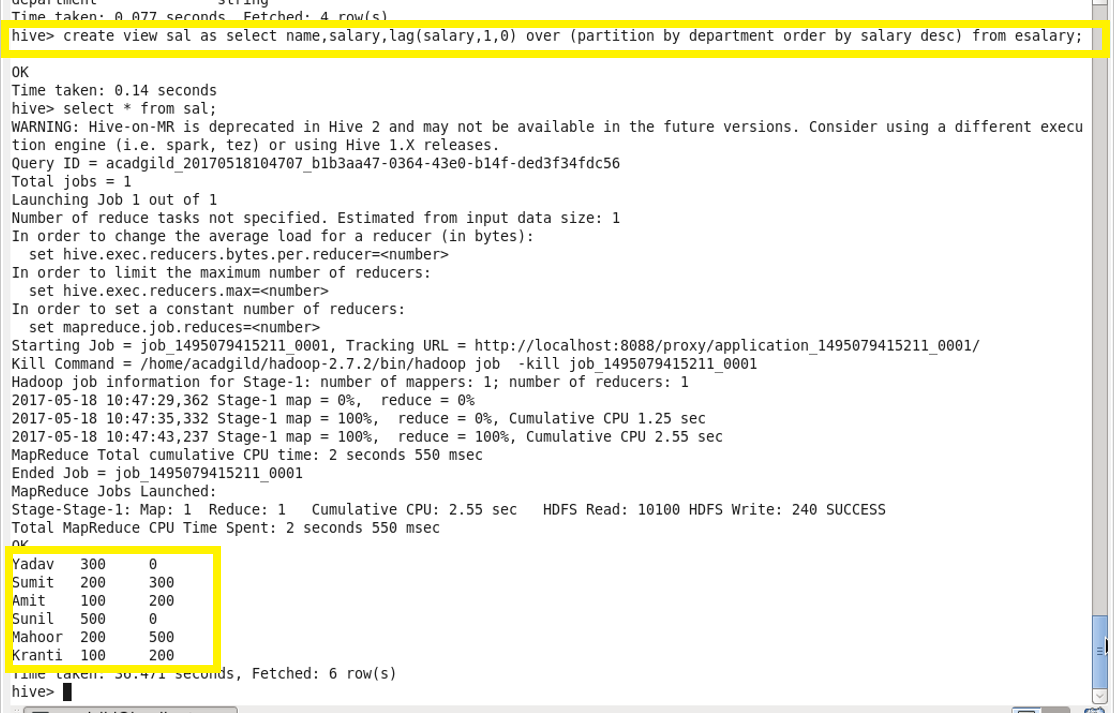 department string
Time taken: 0.077 seconds, Fetched: 4 row(s)
hive> create view sal as select name,salary,lag(salary,1,0) over (partition by department order by salary desc) from esalary;
OK
Time taken: 0.14 seconds
hive> select * from sal;
WARNING: Hive-on-MR is deprecated in Hive 2 and may not be available in the future versions. Consider using a different execu
tion engine (i.e. spark, tez) or using Hive 1.X releases.
Query ID = acadgild_20170518104707_b1b3aa47-0364-43e0-b14f-ded3f34fdc56
Total jobs = 1
Launching Job 1 out of 1
Number of reduce tasks not specified. Estimated from input data size: 1
In order to change the average load for a reducer (in bytes):
  set hive.exec.reducers.bytes.per.reducer=<number>
In order to limit the maximum number of reducers:
  set hive.exec.reducers.max=<number>
In order to set a constant number of reducers:
  set mapreduce.job.reduces=<number>
Starting Job = job_1495079415211_0001, Tracking URL = http://localhost:8088/proxy/application_1495079415211_0001/
Kill Command = /home/acadgild/hadoop-2.7.2/bin/hadoop job  -kill job_1495079415211_0001
Hadoop job information for Stage-1: number of mappers: 1; number of reducers: 1
2017-05-18 10:47:29,362 Stage-1 map = 0%,  reduce = 0%
2017-05-18 10:47:35,332 Stage-1 map = 100%,  reduce = 0%, Cumulative CPU 1.25 sec
2017-05-18 10:47:43,237 Stage-1 map = 100%,  reduce = 100%, Cumulative CPU 2.55 sec
MapReduce Total cumulative CPU time: 2 seconds 550 msec
Ended Job = job_1495079415211_0001
MapReduce Jobs Launched:
Stage-Stage-1: Map: 1  Reduce: 1   Cumulative CPU: 2.55 sec   HDFS Read: 10100 HDFS Write: 240 SUCCESS
Total MapReduce CPU Time Spent: 2 seconds 550 msec
OK
Yadav 300 0
Sumit 200 300
Amit 100 200
Sunil 500 0
Mahoor 200 500
Kranti 100 200
Time taken: 36.471 seconds, Fetched: 6 row(s)
hive>